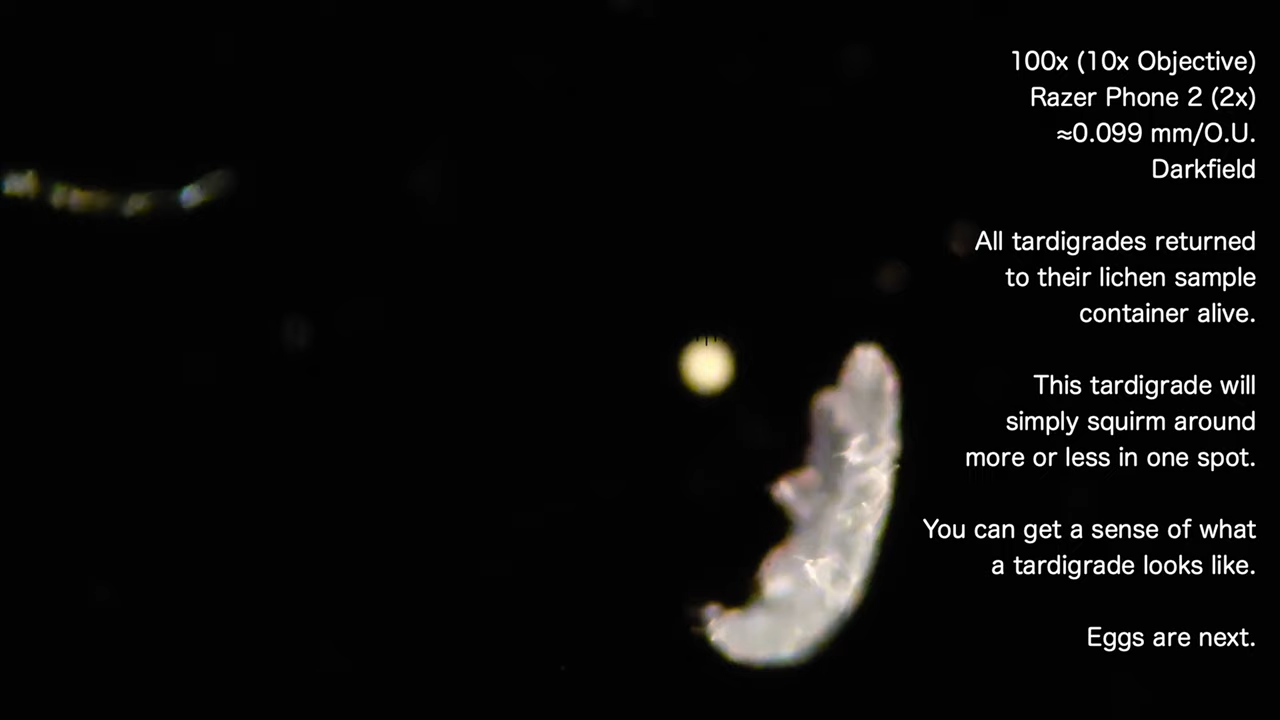 100x (10x Objective)
Razer Phone 2 (2x)
≈0.099 mm/O.U.
Darkfield
All tardigrades returned
to their lichen sample
container alive.
This tardigrade will
simply squirm around
more or less in one spot.
You can get a sense of what
a tardigrade looks like.
Eggs are next.